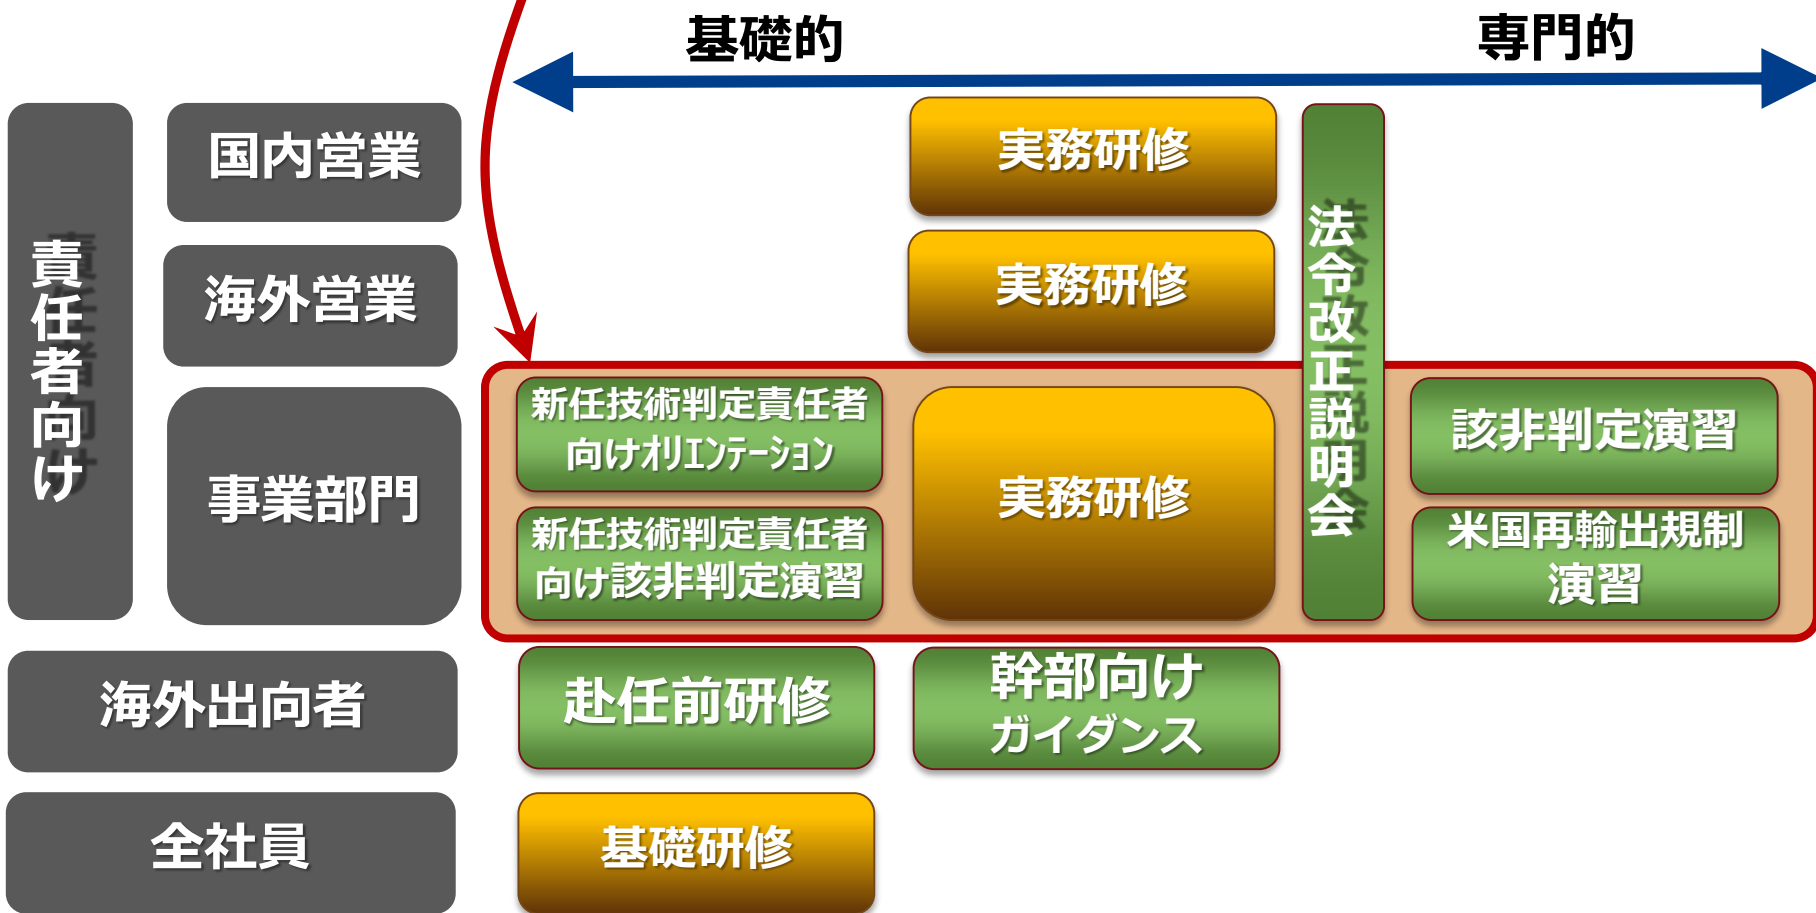 基礎的
専門的
責任者向け
国内営業
実務研修
法令改正説明会
海外営業
実務研修
事業部門
新任技術判定責任者
向けｵﾘｴﾝﾃｰｼｮﾝ
新任技術判定責任者
向け該非判定演習
実務研修
該非判定演習
米国再輸出規制
演習
海外出向者
赴任前研修
幹部向け
ガイダンス
全社員
基礎研修